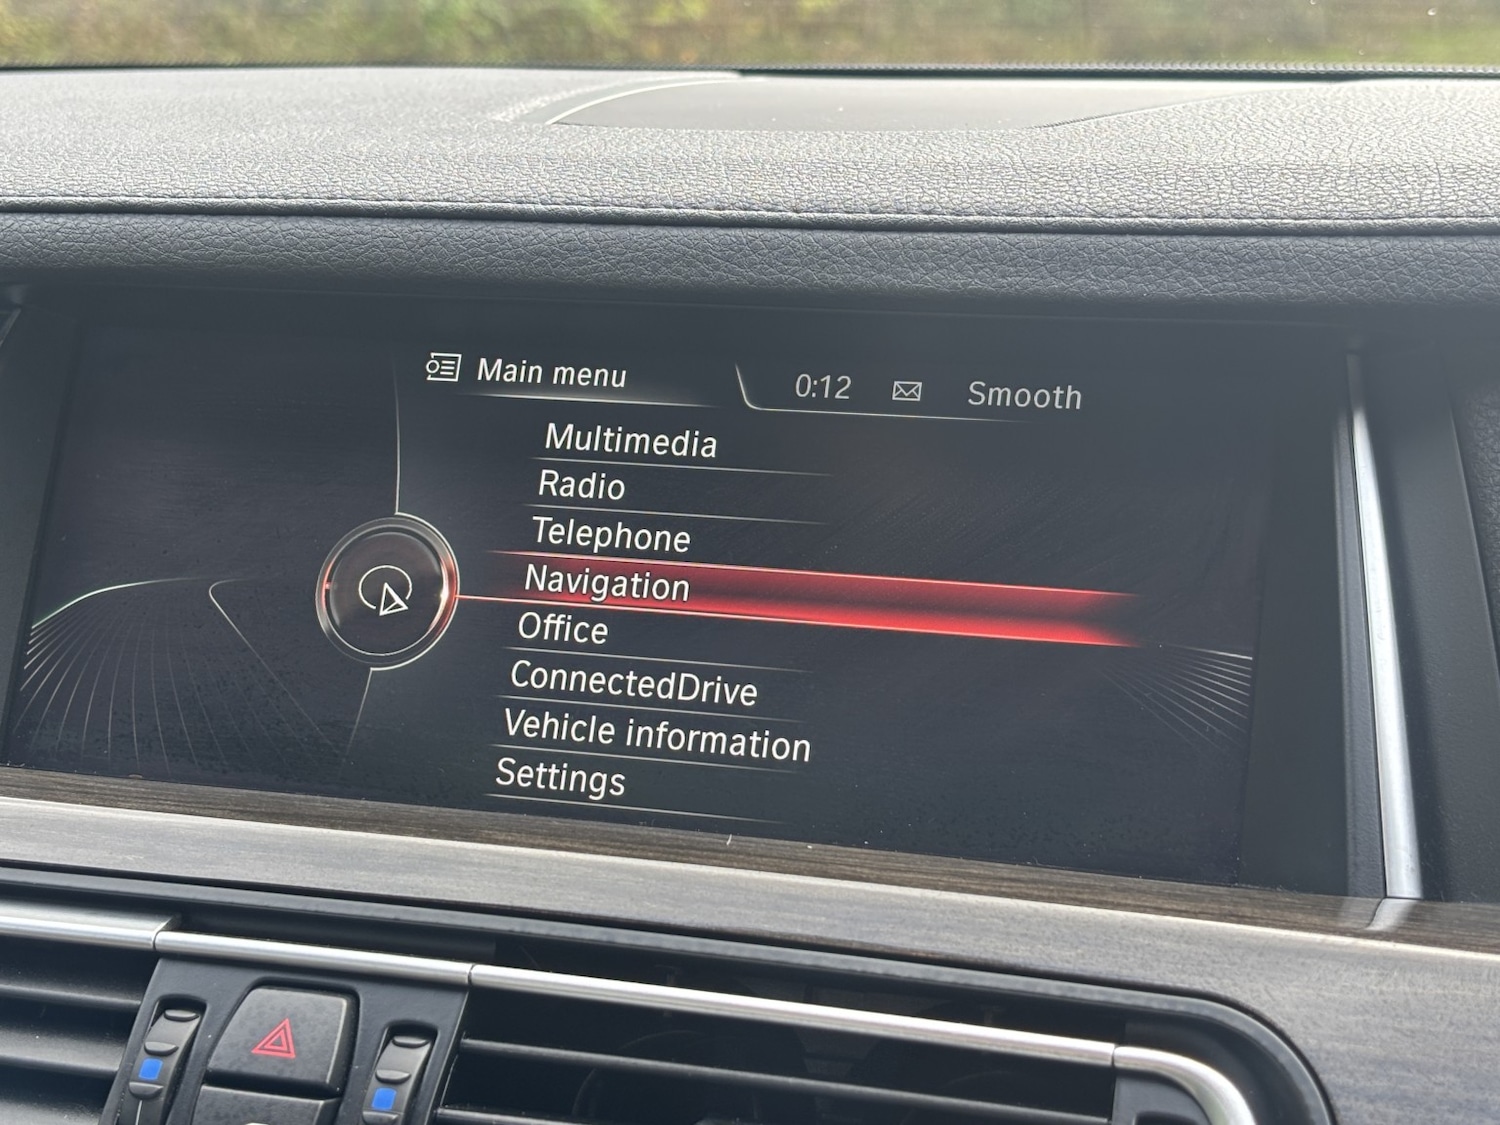 Main menu
0:12 Smooth
Multimedia
Radio
Telephone
Navigation
Office
ConnectedDrive
Vehicle information
Settings